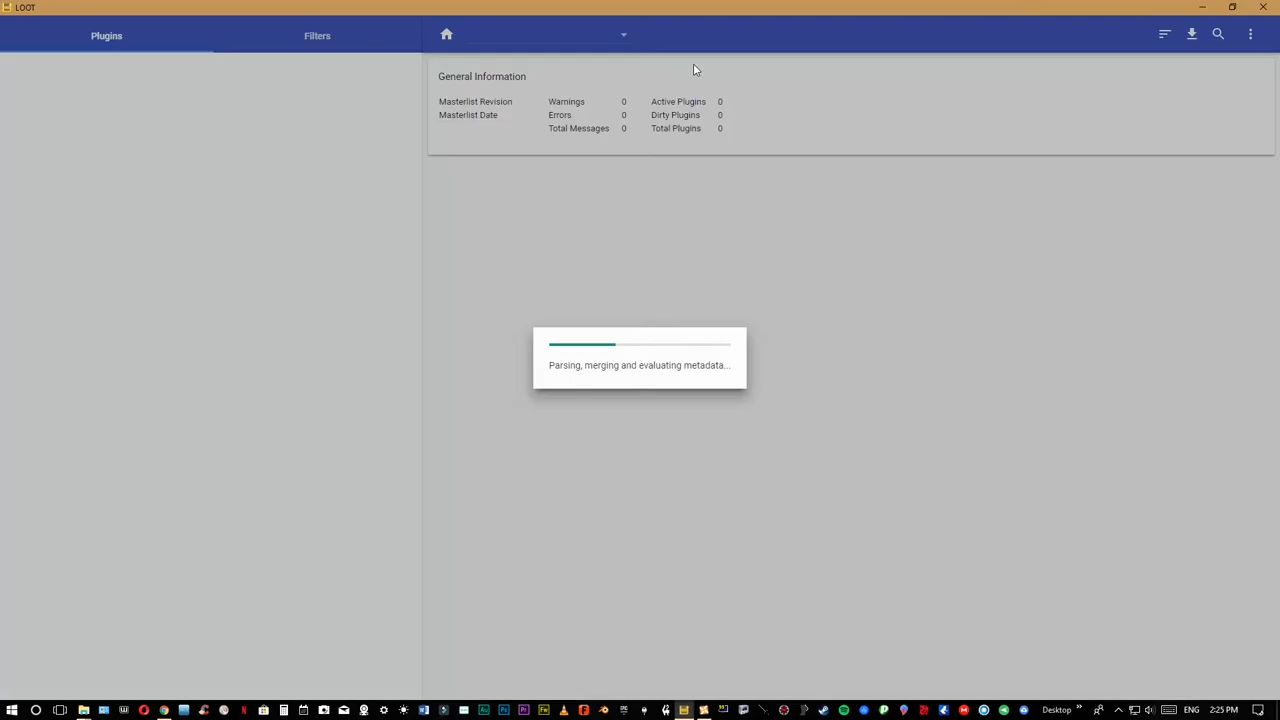 LOOT
Plugins
Filters
General Information
Masterlist Revision
Warnings 0
Active Plugins 0
Masterlist Date
Errors 0
Dirty Plugins 0
Total Messages 0
Total Plugins 0
Parsing, merging and evaluating metadata...
Desktop
ENG
2:25 PM